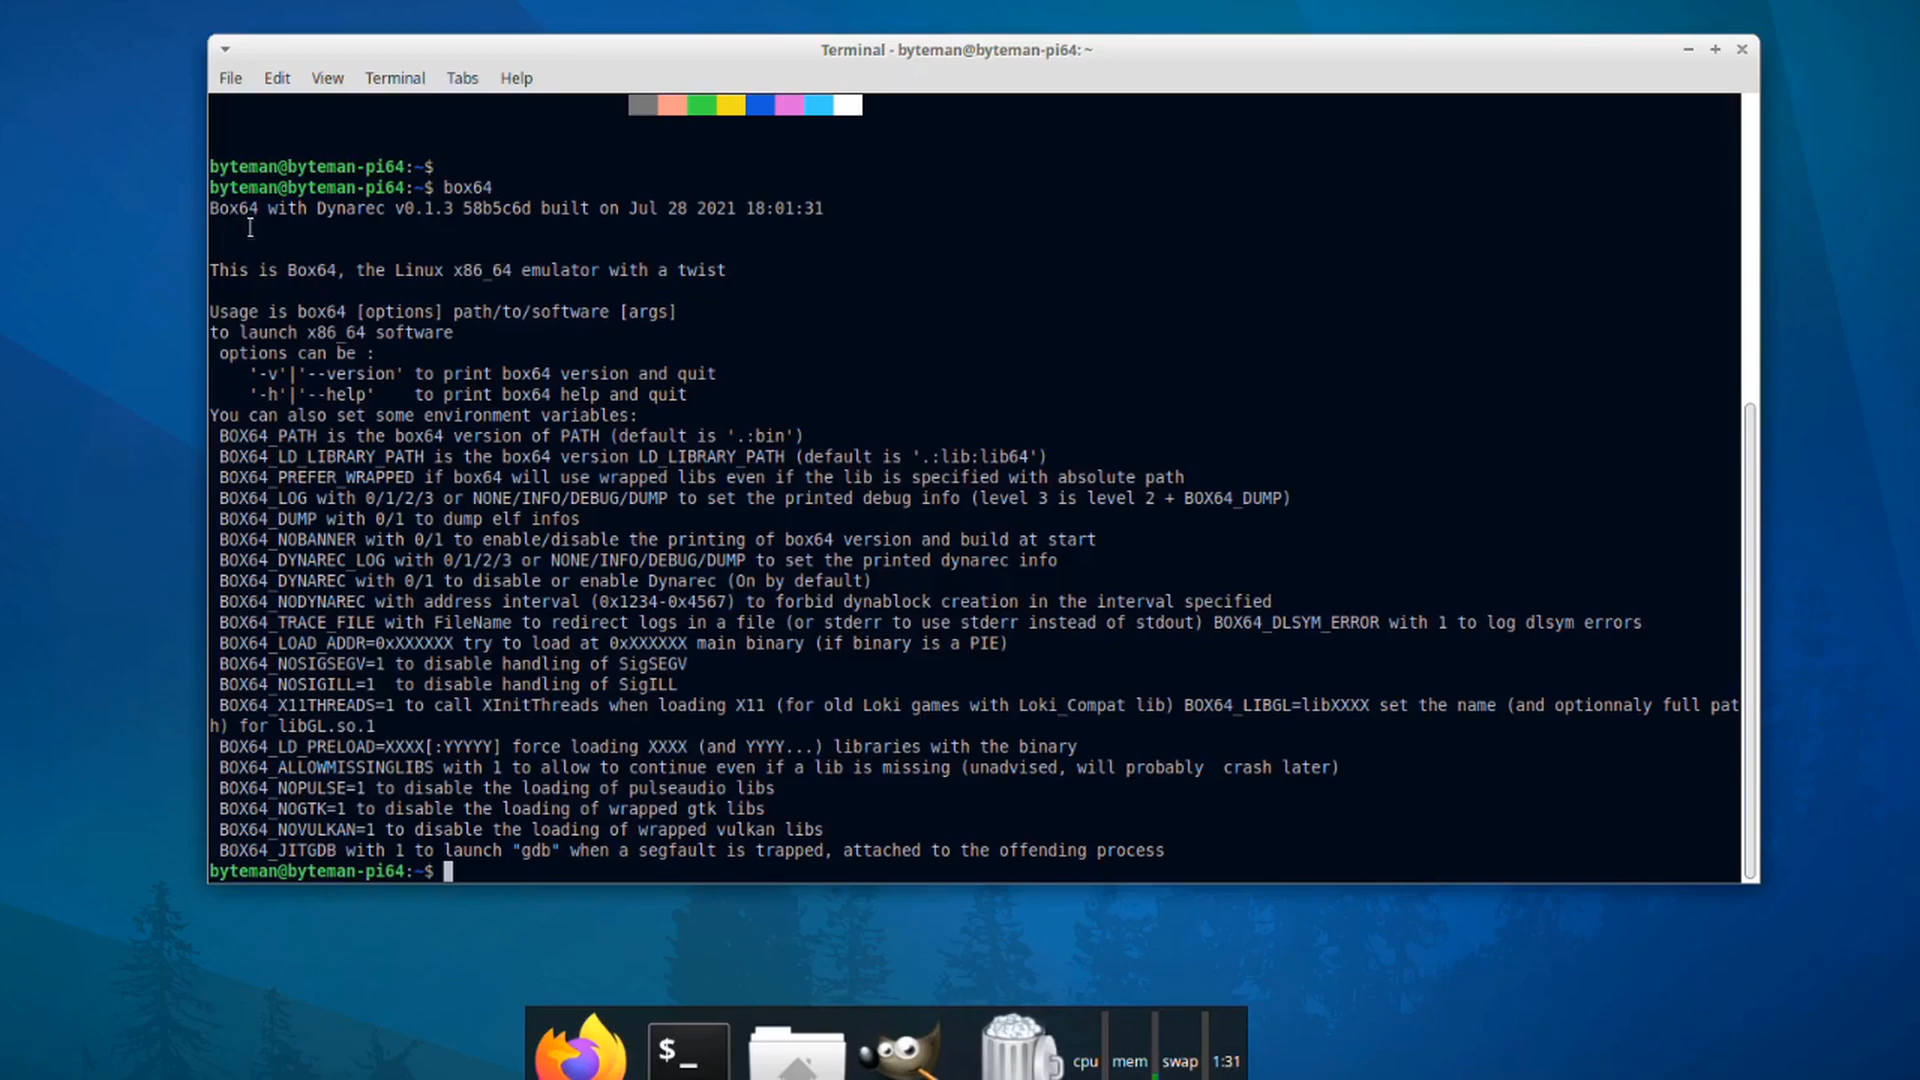 Terminal - byteman@byteman-pi64: ~
File Edit View Terminal Tabs Help
byteman@byteman-pi64:~$
byteman@byteman-pi64:~$ box64
Box64 with Dynarec v0.1.3 58b5c6d built on Jul 28 2021 18:01:31
This is Box64, the Linux x86_64 emulator with a twist
Usage is box64 [options] path/to/software [args]
to launch x86_64 software
options can be :
'-v'|'--version' to print box64 version and quit
'-h'|'--help' to print box64 help and quit
You can also set some environment variables:
BOX64_PATH is the box64 version of PATH (default is '.:bin')
BOX64_LD_LIBRARY_PATH is the box64 version LD_LIBRARY_PATH (default is '.:lib:lib64')
BOX64_PREFER_WRAPPED if box64 will use wrapped libs even if the lib is specified with absolute path
BOX64_LOG with 0/1/2/3 or NONE/INFO/DEBUG/DUMP to set the printed debug info (level 3 is level 2 + BOX64_DUMP)
BOX64_DUMP with 0/1 to dump elf infos
BOX64_NOBANNER with 0/1 to enable/disable the printing of box64 version and build at start
BOX64_DYNAREC_LOG with 0/1/2/3 or NONE/INFO/DEBUG/DUMP to set the printed dynarec info
BOX64_DYNAREC with 0/1 to disable or enable Dynarec (On by default)
BOX64_NODYNAREC with address interval (0x1234-0x4567) to forbid dynablock creation in the interval specified
BOX64_TRACE_FILE with FileName to redirect logs in a file (or stderr to use stderr instead of stdout) BOX64_DLSYM_ERROR with 1 to log dlsym errors
BOX64_LOAD_ADDR=0xXXXXXX try to load at 0xXXXXXX main binary (if binary is a PIE)
BOX64_NOSIGSEGV=1 to disable handling of SigSEGV
BOX64_NOSIGILL=1 to disable handling of SigILL
BOX64_X11THREADS=1 to call XInitThreads when loading X11 (for old Loki games with Loki_Compat lib) BOX64_LIBGL=libXXXX set the name (and optionnaly full pat
h) for libGL.so.1
BOX64_LD_PRELOAD=XXXX[:YYYYY] force loading XXXX (and YYYY...) libraries with the binary
BOX64_ALLOWMISSINGLIBS with 1 to allow to continue even if a lib is missing (unadvised, will probably crash later)
BOX64_NOPULSE=1 to disable the loading of pulseaudio libs
BOX64_NOGTK=1 to disable the loading of wrapped gtk libs
BOX64_NOVULKAN=1 to disable the loading of wrapped vulkan libs
BOX64_JITGDB with 1 to launch "gdb" when a segfault is trapped, attached to the offending process
byteman@byteman-pi64:~$
$_ cpu mem swap 1:31